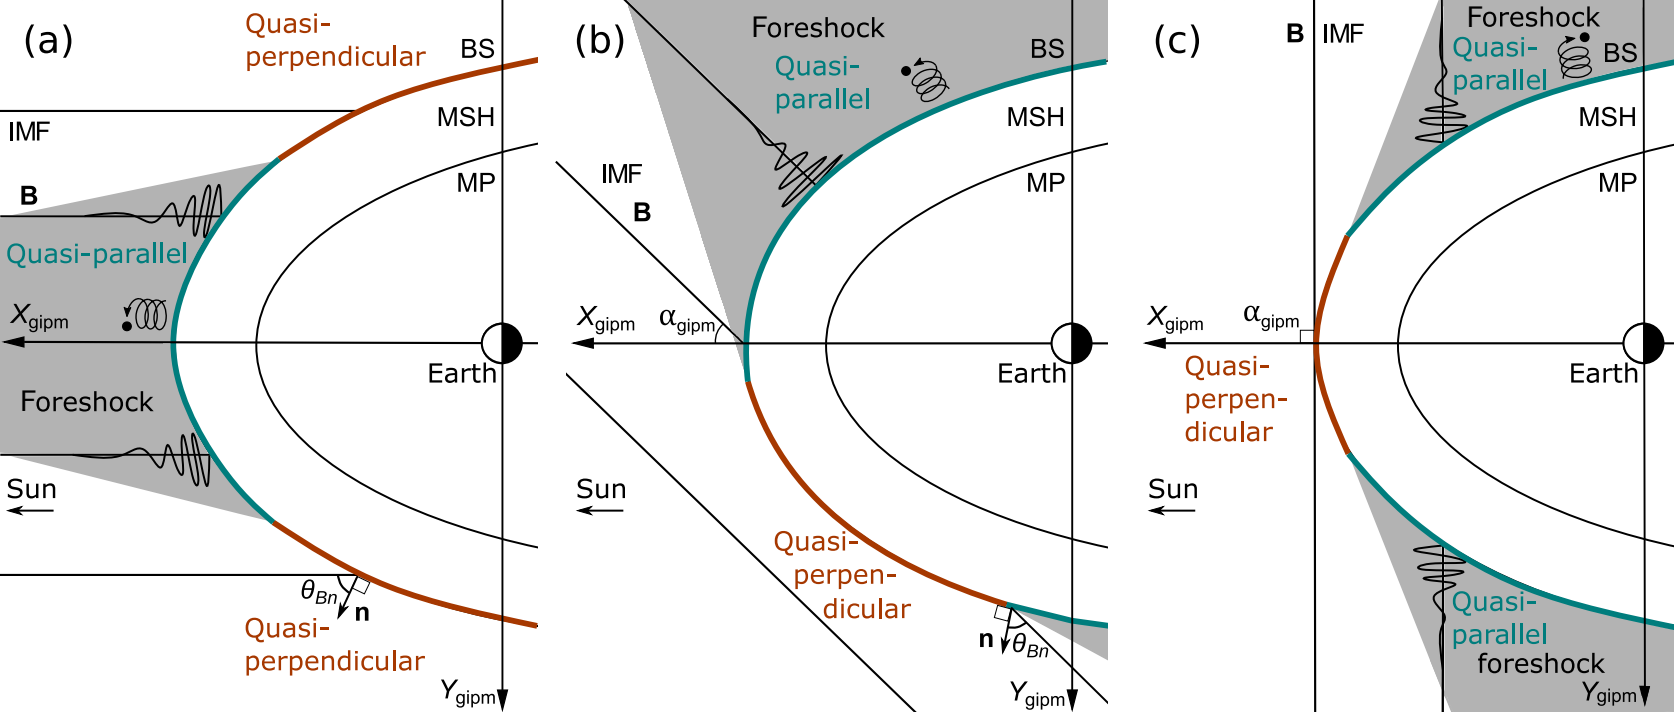 (a)
Quasi-
perpendicular
BS
IMF
MSH
B
MP
Quasi-parallel
Xgipm
Earth
Foreshock
Sun
θBn
n
Quasi-
perpendicular
Ygipm
(b)
Foreshock
Quasi-
parallel
BS
MSH
IMF
B
MP
Xgipm
αgipm
Earth
Sun
Quasi-
perpen-
dicular
n
θBn
Ygipm
(c)
B
IMF
Foreshock
Quasi-
parallel
BS
MSH
MP
Xgipm
αgipm
Quasi-
perpen-
dicular
Earth
Sun
Quasi-
parallel
foreshock
Ygipm